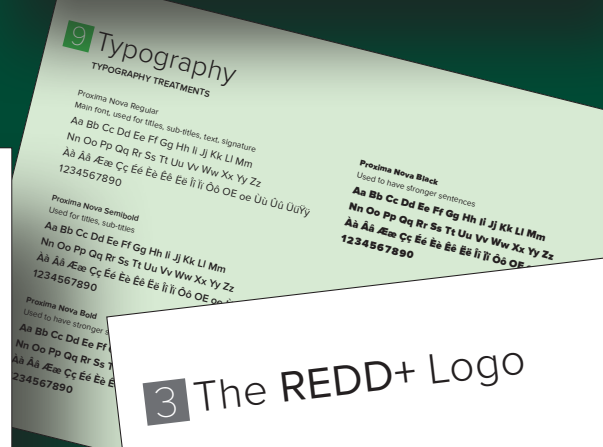 9 Typography
TYPOGRAPHY TREATMENTS
Proxima Nova Regular
Main font, used for titles, sub-titles, text, signature
Aa Bb Cc Dd Ee Ff Gg Hh Ii Jj Kk Ll Mm
Nn Oo Pp Qq Rr Ss Tt Uu Vv Ww Xx Yy Zz
Àà Ââ Ææ Çç Éé Èè Êê Ëë Îî Ïï Ôô OE oe Ùù Ûû ÜüŸÿ
1234567890
Proxima Nova Semibold
Used for titles, sub-titles
Aa Bb Cc Dd Ee Ff Gg Hh Ii Jj Kk Ll Mm
Nn Oo Pp Qq Rr Ss Tt Uu Vv Ww Xx Yy Zz
Àà Ââ Ææ Çç Éé Èè Êê Ëë Îî Ïï Ôô OE oe
1234567890
Proxima Nova Bold
Used to have stronger
Aa Bb Cc Dd Ee Ff
Nn Oo Pp Qq Rr Ss
Àà Ââ Ææ Çç Éé Èè
234567890
Proxima Nova Black
Used to have stronger sentences
Aa Bb Cc Dd Ee Ff Gg Hh Ii Jj Kk Ll Mm
Nn Oo Pp Qq Rr Ss Tt Uu Vv Ww Xx Yy Zz
Àà Ââ Ææ Çç Éé Èè Êê Ëë Îî Ïï Ôô OE
1234567890
3 The REDD+ Logo